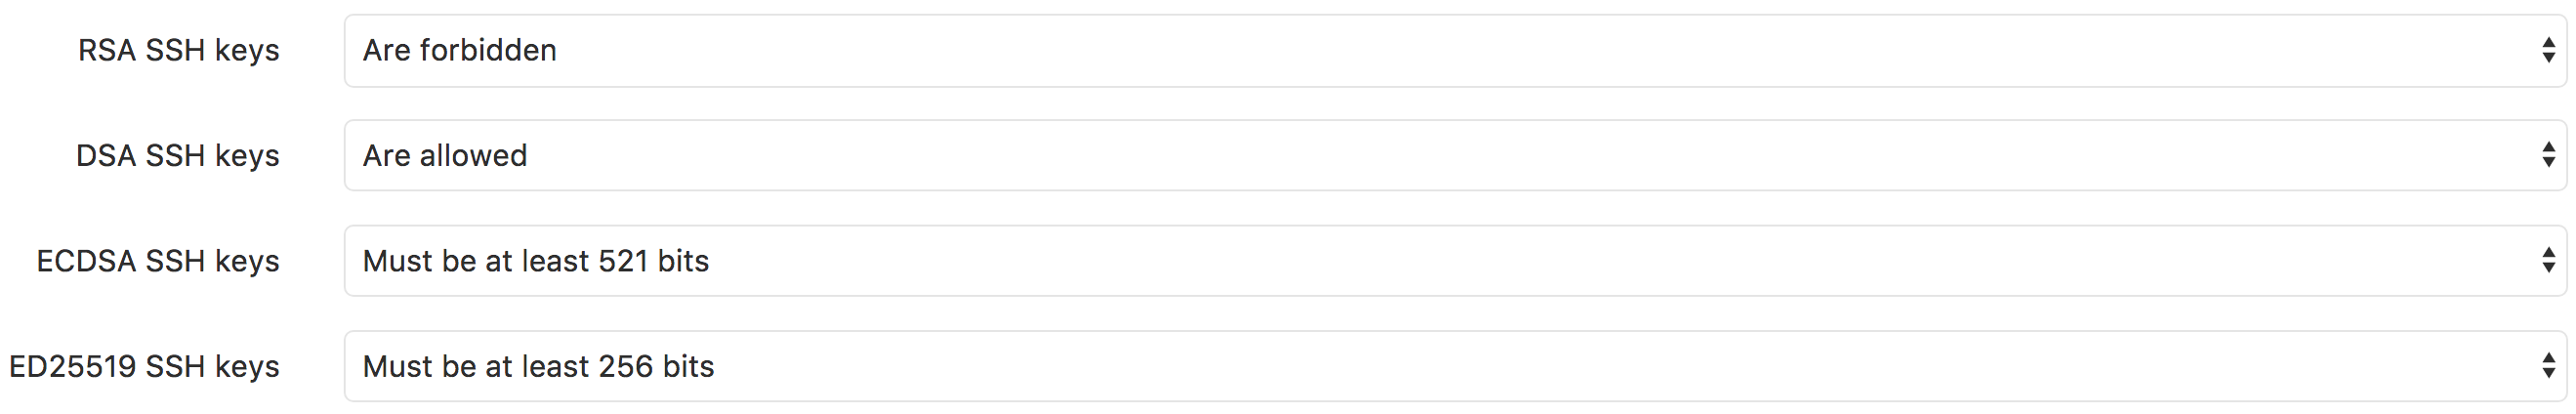 RSA SSH keys Are forbidden
DSA SSH keys Are allowed
ECDSA SSH keys Must be at least 521 bits
ED25519 SSH keys Must be at least 256 bits